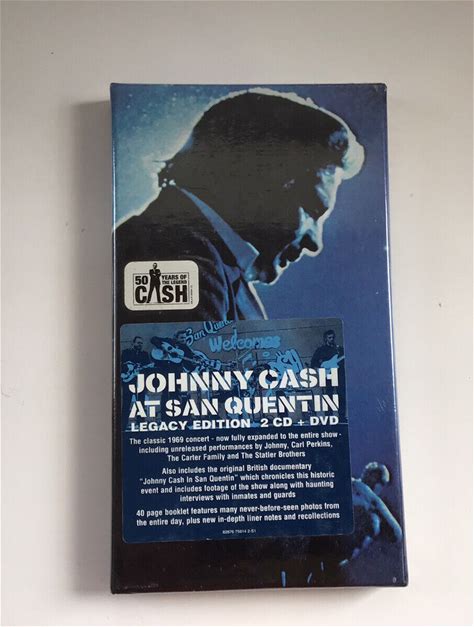 50 YEARS OF
THE LEGEND
CASH
San Quentin
Welcomes
JOHNNY CASH
AT SAN QUENTIN
LEGACY EDITION 2 CD + DVD
The classic 1969 concert - now fully expanded to the entire show -
including unreleased performances by Johnny, Carl Perkins,
The Carter Family and The Statler Brothers
Also includes the original British documentary
"Johnny Cash In San Quentin" which chronicles this historic
event and includes footage of the show along with haunting
interviews with inmates and guards
40 page booklet features many never-before-seen photos from
the entire day, plus new in-depth liner notes and recollections